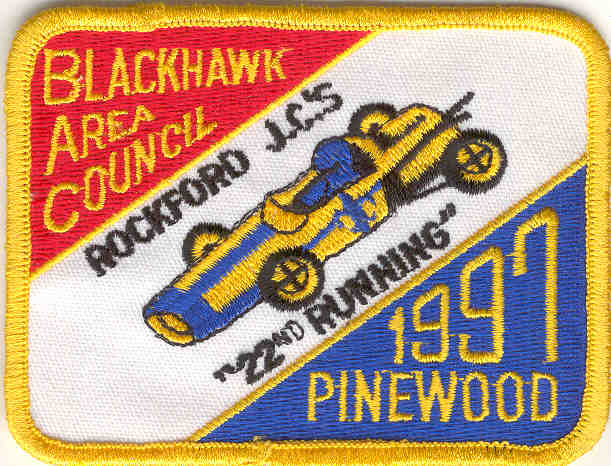 BLACKHAWK
AREA
COUNCIL
ROCKFORD J.C.'S
"22ND RUNNING"
1997
PINEWOOD